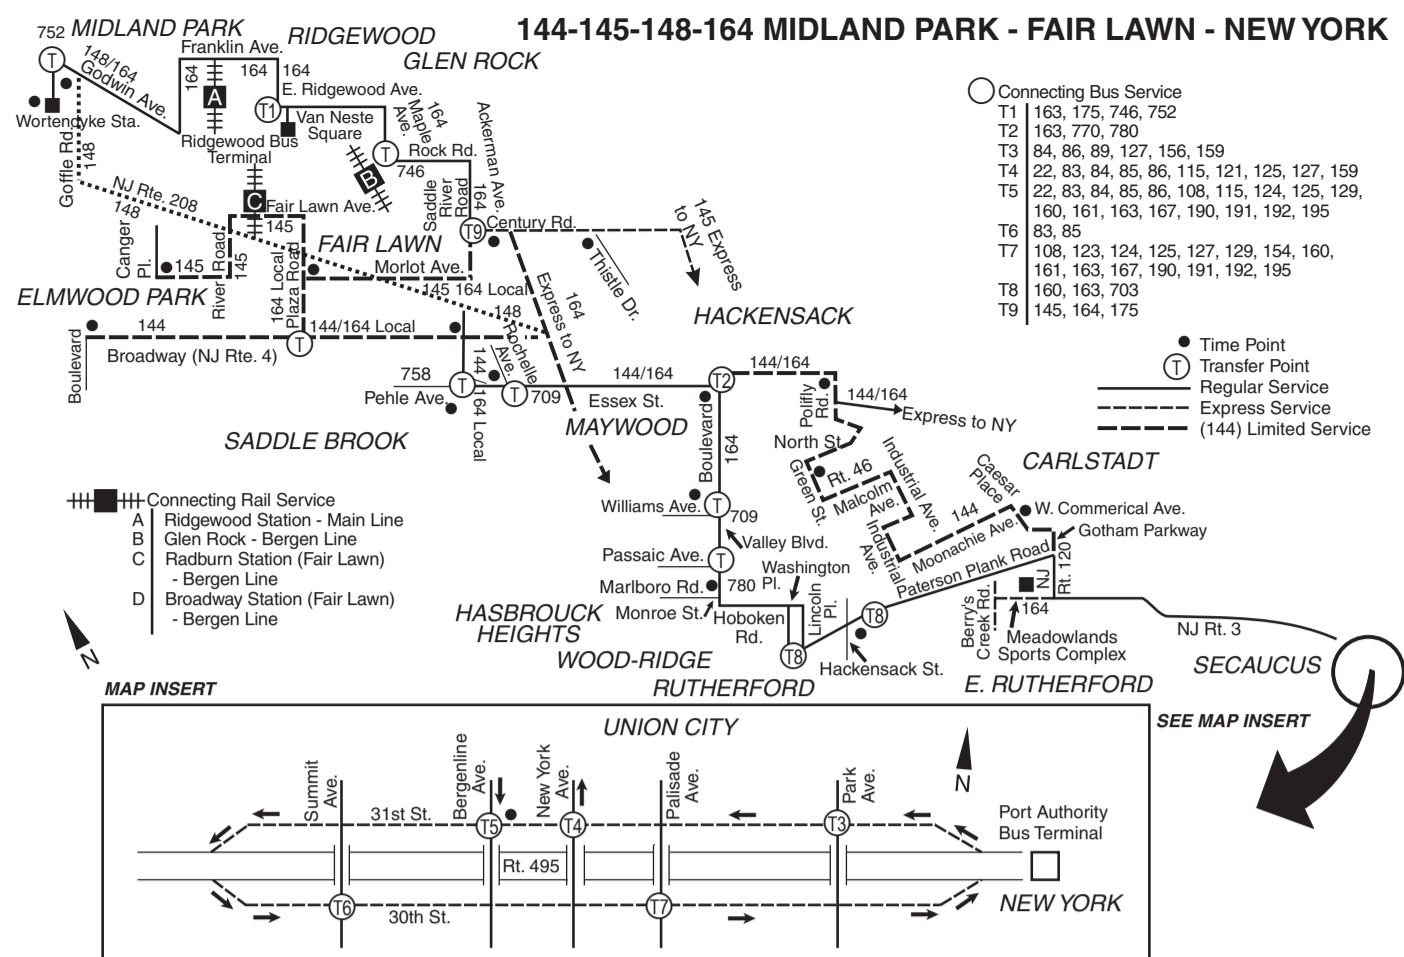 144-145-148-164 MIDLAND PARK - FAIR LAWN - NEW YORK
752
MIDLAND PARK
RIDGEWOOD
GLEN ROCK
T
148/164
Godwin Ave.
Franklin Ave.
164
164
164
A
T1
E. Ridgewood Ave.
Van Neste
Square
Wortendyke Sta.
Ridgewood Bus
Terminal
Goffle Rd.
148
164
Maple
Ave.
T
Rock Rd.
746
B
Ackerman Ave.
164
Saddle
River
Road
NJ Rte. 208
148
C
Fair Lawn Ave.
145
T9
Century Rd.
145 Express
to NY
Thistle Dr.
Canger
Pl.
145
River Road
145
FAIR LAWN
Morlot Ave.
145 164 Local
164 Local
Plaza Road
164
Express to NY
148
ELMWOOD PARK
144
144/164 Local
Broadway (NJ Rte. 4)
T
Boulevard
Rochelle
Ave.
758
Pehle Ave.
T
144 / 164 Local
T
709
144/164
Essex St.
SADDLE BROOK
MAYWOOD
HACKENSACK
T2
144/164
Polifly
Rd.
144/164
Express to NY
Boulevard
164
North St.
Green St.
Rt. 46
Malcolm
Ave.
Industrial Ave.
Industrial
Ave.
144
Moonachie Ave.
Caesar
Place
CARLSTADT
W. Commerical Ave.
Gotham Parkway
Paterson Plank Road
NJ
Rt. 120
Williams Ave.
T
709
Valley Blvd.
Passaic Ave.
T
Washington
Pl.
Marlboro Rd.
780
Monroe St.
Hoboken
Rd.
Lincoln
Pl.
T8
T8
Hackensack St.
Berry's
Creek Rd.
164
Meadowlands
Sports Complex
NJ Rt. 3
HASBROUCK
HEIGHTS
WOOD-RIDGE
RUTHERFORD
E. RUTHERFORD
SECAUCUS
SEE MAP INSERT
Connecting Bus Service
T1 163, 175, 746, 752
T2 163, 770, 780
T3 84, 86, 89, 127, 156, 159
T4 22, 83, 84, 85, 86, 115, 121, 125, 127, 159
T5 22, 83, 84, 85, 86, 108, 115, 124, 125, 129,
160, 161, 163, 167, 190, 191, 192, 195
T6 83, 85
T7 108, 123, 124, 125, 127, 129, 154, 160,
161, 163, 167, 190, 191, 192, 195
T8 160, 163, 703
T9 145, 164, 175
Time Point
T Transfer Point
Regular Service
Express Service
(144) Limited Service
Connecting Rail Service
A Ridgewood Station - Main Line
B Glen Rock - Bergen Line
C Radburn Station (Fair Lawn)
- Bergen Line
D Broadway Station (Fair Lawn)
- Bergen Line
N
MAP INSERT
UNION CITY
Summit
Ave.
Bergenline
Ave.
New York
Ave.
Palisade
Ave.
Park
Ave.
N
31st St.
T5
T4
T3
Port Authority
Bus Terminal
Rt. 495
T6
30th St.
T7
NEW YORK